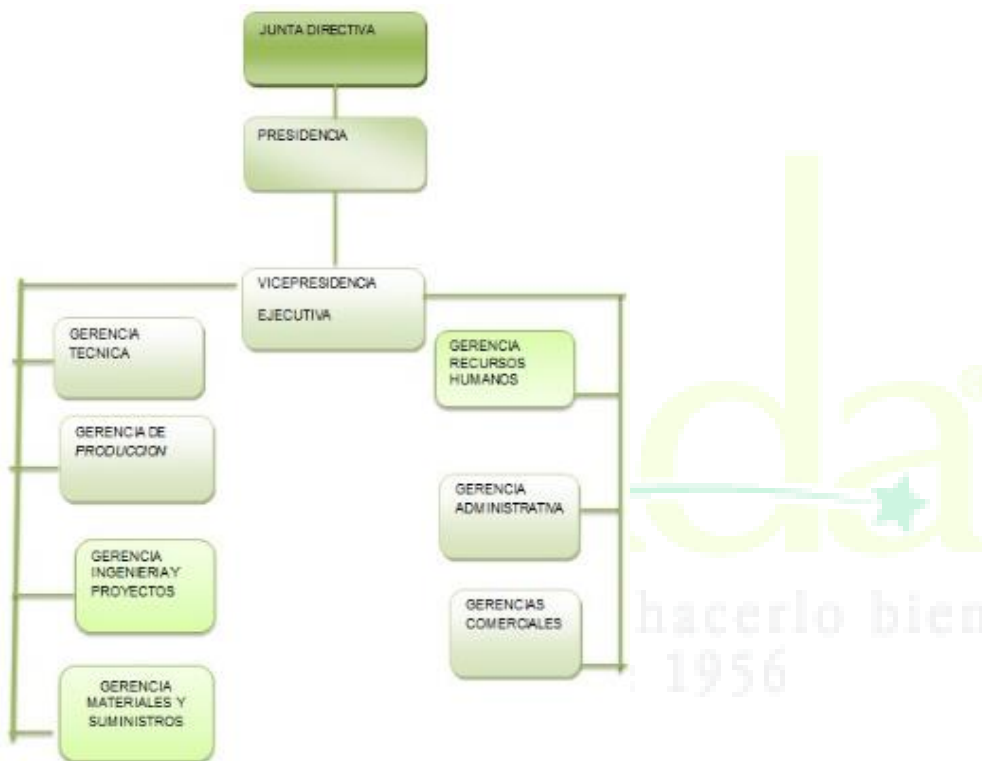 JUNTA DIRECTIVA
PRESIDENCIA
VICEPRESIDENCIA
EJECUTIVA
GERENCIA
TECNICA
GERENCIA DE
PRODUCCION
GERENCIA
INGENIERIA Y
PROYECTOS
GERENCIA
MATERIALES Y
SUMINISTROS
GERENCIA
RECURSOS
HUMANOS
GERENCIA
ADMINISTRATIVA
GERENCIAS
COMERCIALES
da®
hacerlo bien
1956